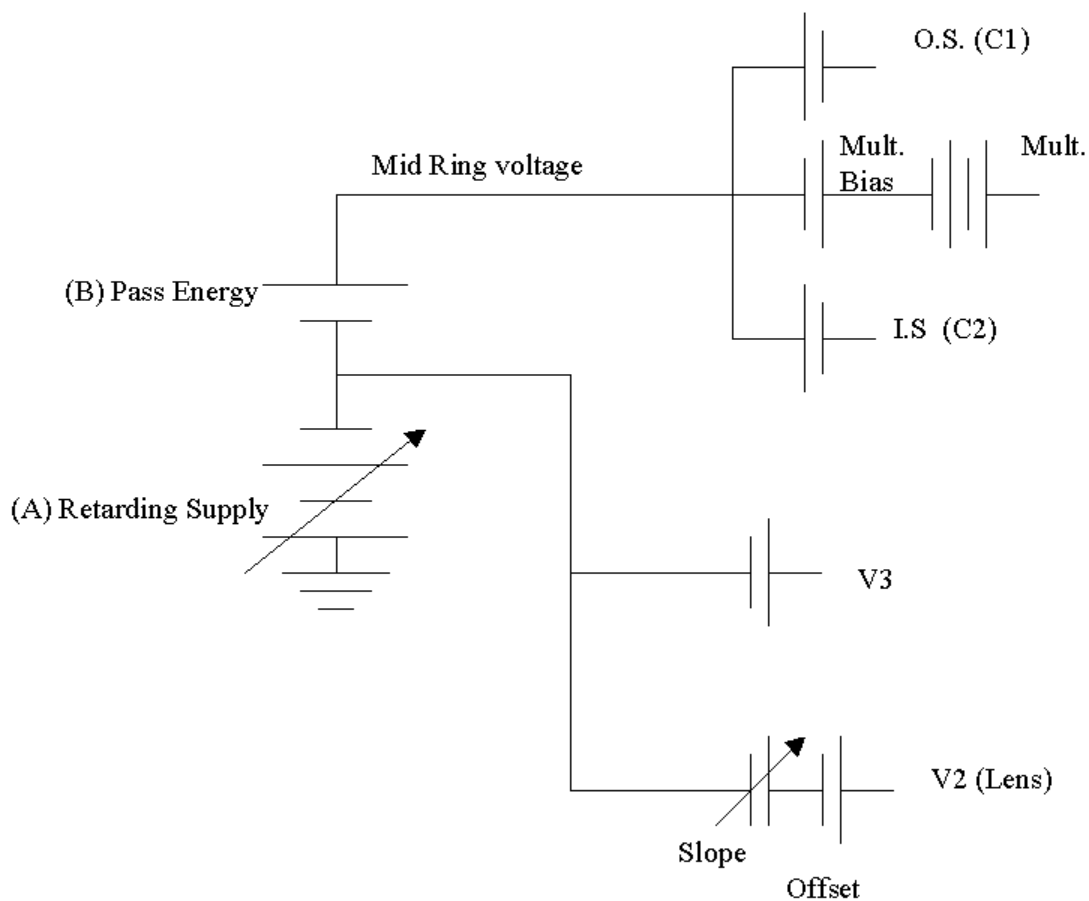 O.S. (C1)
Mult.
Bias
Mult.
Mid Ring voltage
(B) Pass Energy
I.S (C2)
(A) Retarding Supply
V3
V2 (Lens)
Slope
Offset